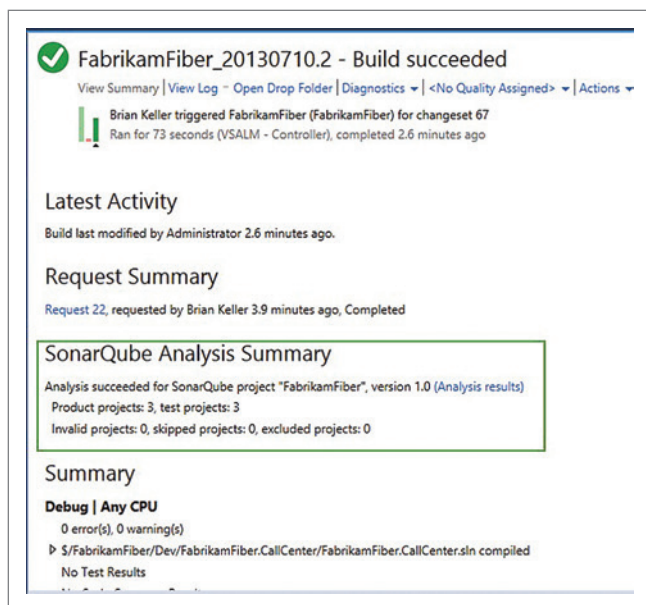 FabrikamFiber_20130710.2 - Build succeeded
View Summary | View Log - Open Drop Folder | Diagnostics | <No Quality Assigned> | Actions
Brian Keller triggered FabrikamFiber (FabrikamFiber) for changeset 67
Ran for 73 seconds (VSALM - Controller), completed 2.6 minutes ago
Latest Activity
Build last modified by Administrator 2.6 minutes ago.
Request Summary
Request 22, requested by Brian Keller 3.9 minutes ago, Completed
SonarQube Analysis Summary
Analysis succeeded for SonarQube project "FabrikamFiber", version 1.0 (Analysis results)
Product projects: 3, test projects: 3
Invalid projects: 0, skipped projects: 0, excluded projects: 0
Summary
Debug | Any CPU
0 error(s), 0 warning(s)
$/FabrikamFiber/Dev/FabrikamFiber.CallCenter/FabrikamFiber.CallCenter.sln compiled
No Test Results